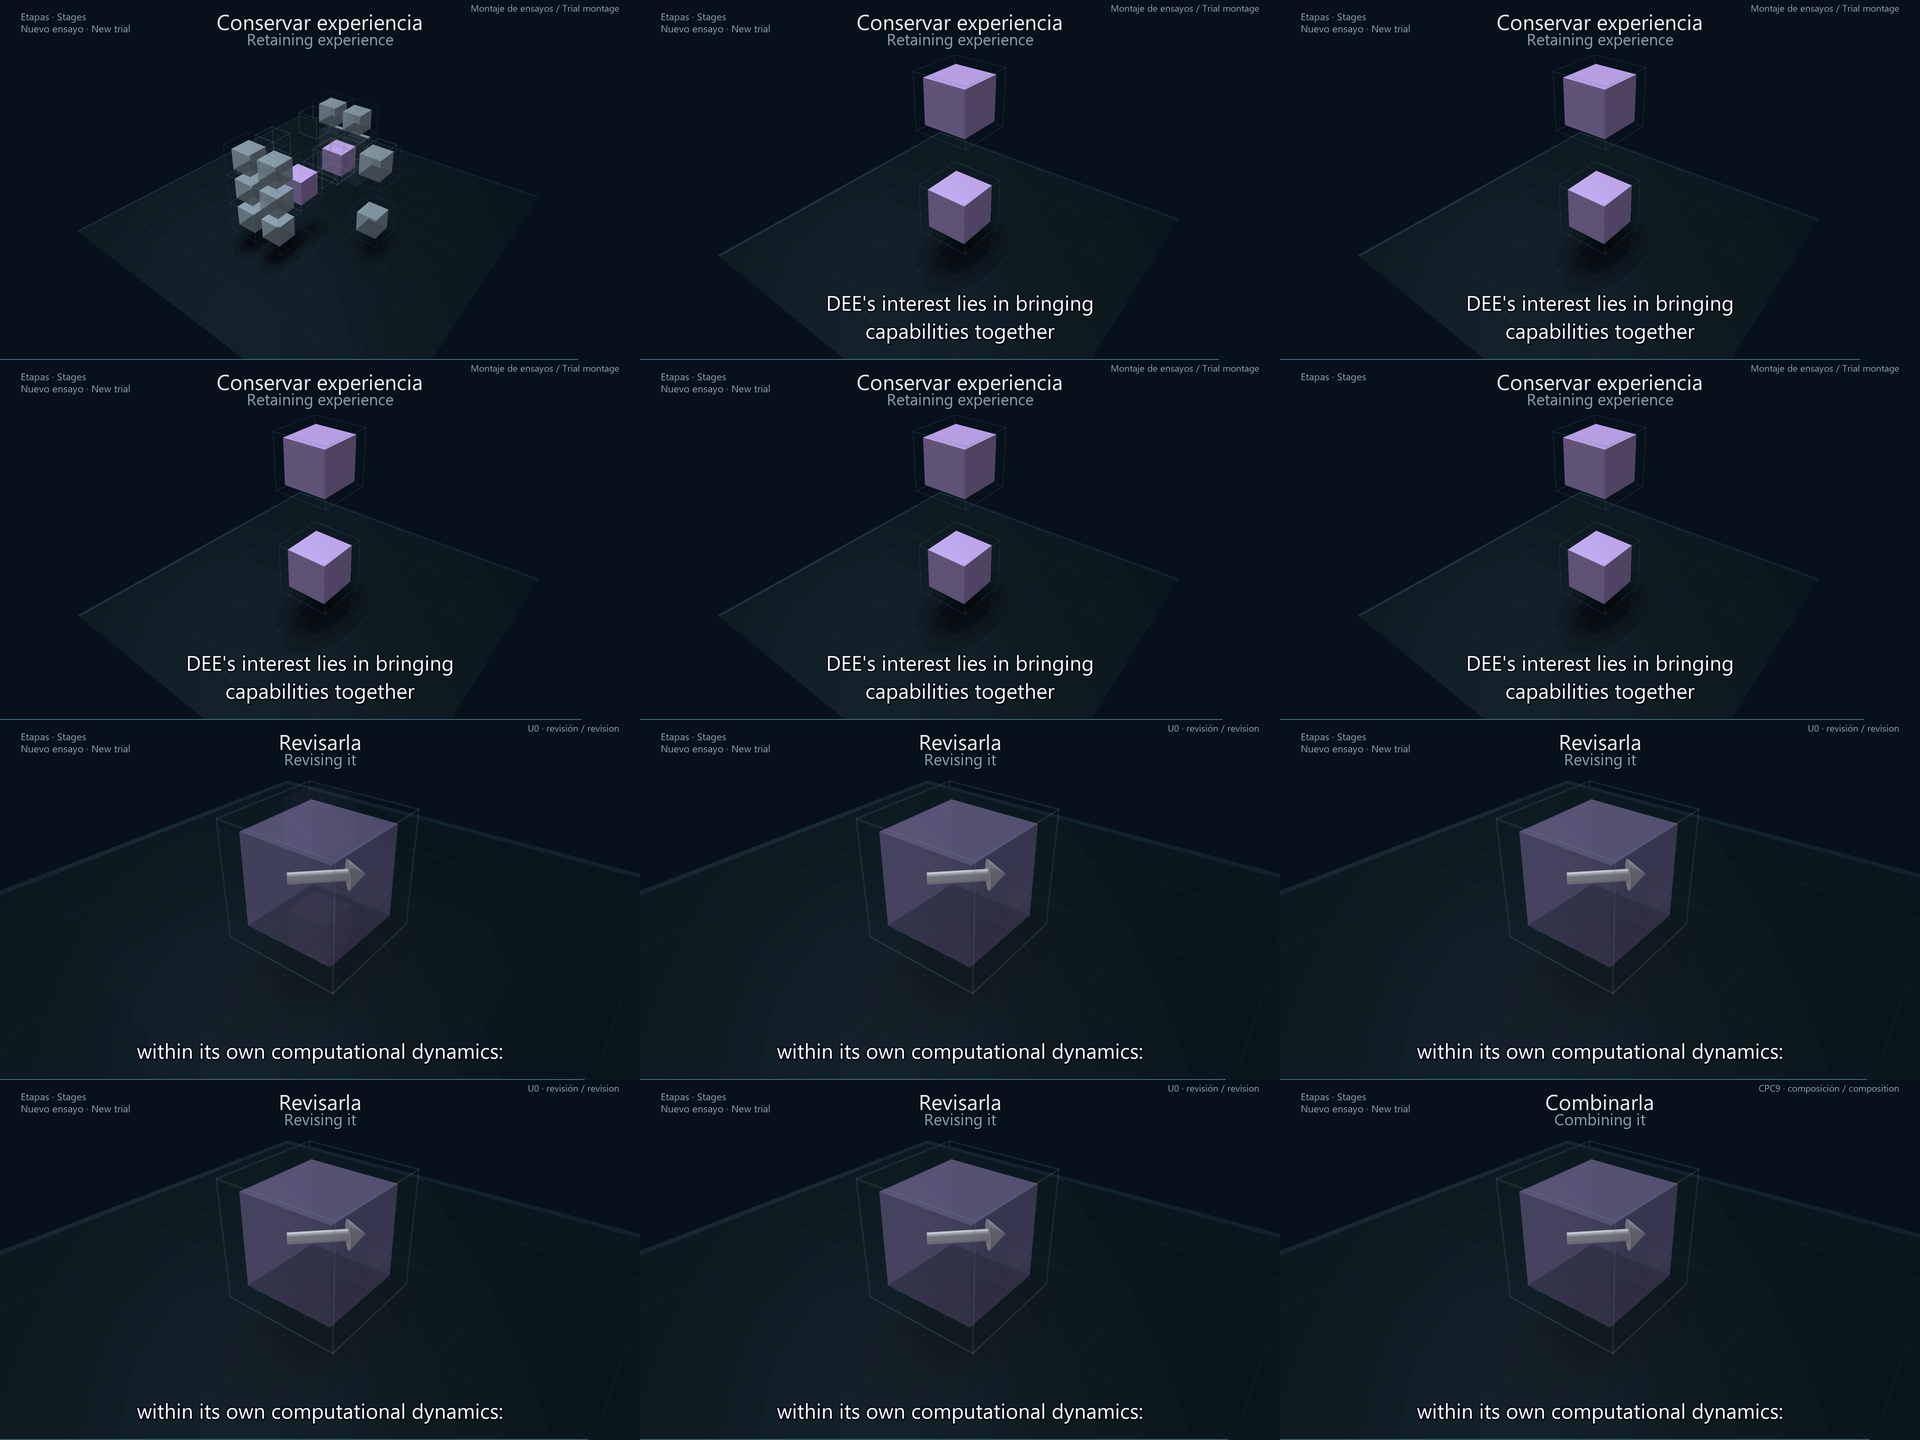 Montaje de ensayos / Trial montage
Etapas · Stages
Nuevo ensayo · New trial
Conservar experiencia
Retaining experience
Montaje de ensayos / Trial montage
Etapas · Stages
Nuevo ensayo · New trial
Conservar experiencia
Retaining experience
DEE's interest lies in bringing
capabilities together
Montaje de ensayos / Trial montage
Etapas · Stages
Nuevo ensayo · New trial
Conservar experiencia
Retaining experience
DEE's interest lies in bringing
capabilities together
Montaje de ensayos / Trial montage
Etapas · Stages
Nuevo ensayo · New trial
Conservar experiencia
Retaining experience
DEE's interest lies in bringing
capabilities together
Montaje de ensayos / Trial montage
Etapas · Stages
Nuevo ensayo · New trial
Conservar experiencia
Retaining experience
DEE's interest lies in bringing
capabilities together
Montaje de ensayos / Trial montage
Etapas · Stages
Conservar experiencia
Retaining experience
DEE's interest lies in bringing
capabilities together
U0 · revisión / revision
Etapas · Stages
Nuevo ensayo · New trial
Revisarla
Revising it
within its own computational dynamics:
U0 · revisión / revision
Etapas · Stages
Nuevo ensayo · New trial
Revisarla
Revising it
within its own computational dynamics:
U0 · revisión / revision
Etapas · Stages
Nuevo ensayo · New trial
Revisarla
Revising it
within its own computational dynamics:
U0 · revisión / revision
Etapas · Stages
Nuevo ensayo · New trial
Revisarla
Revising it
within its own computational dynamics:
U0 · revisión / revision
Etapas · Stages
Nuevo ensayo · New trial
Revisarla
Revising it
within its own computational dynamics:
CPC9 · composición / composition
Etapas · Stages
Nuevo ensayo · New trial
Combinarla
Combining it
within its own computational dynamics: